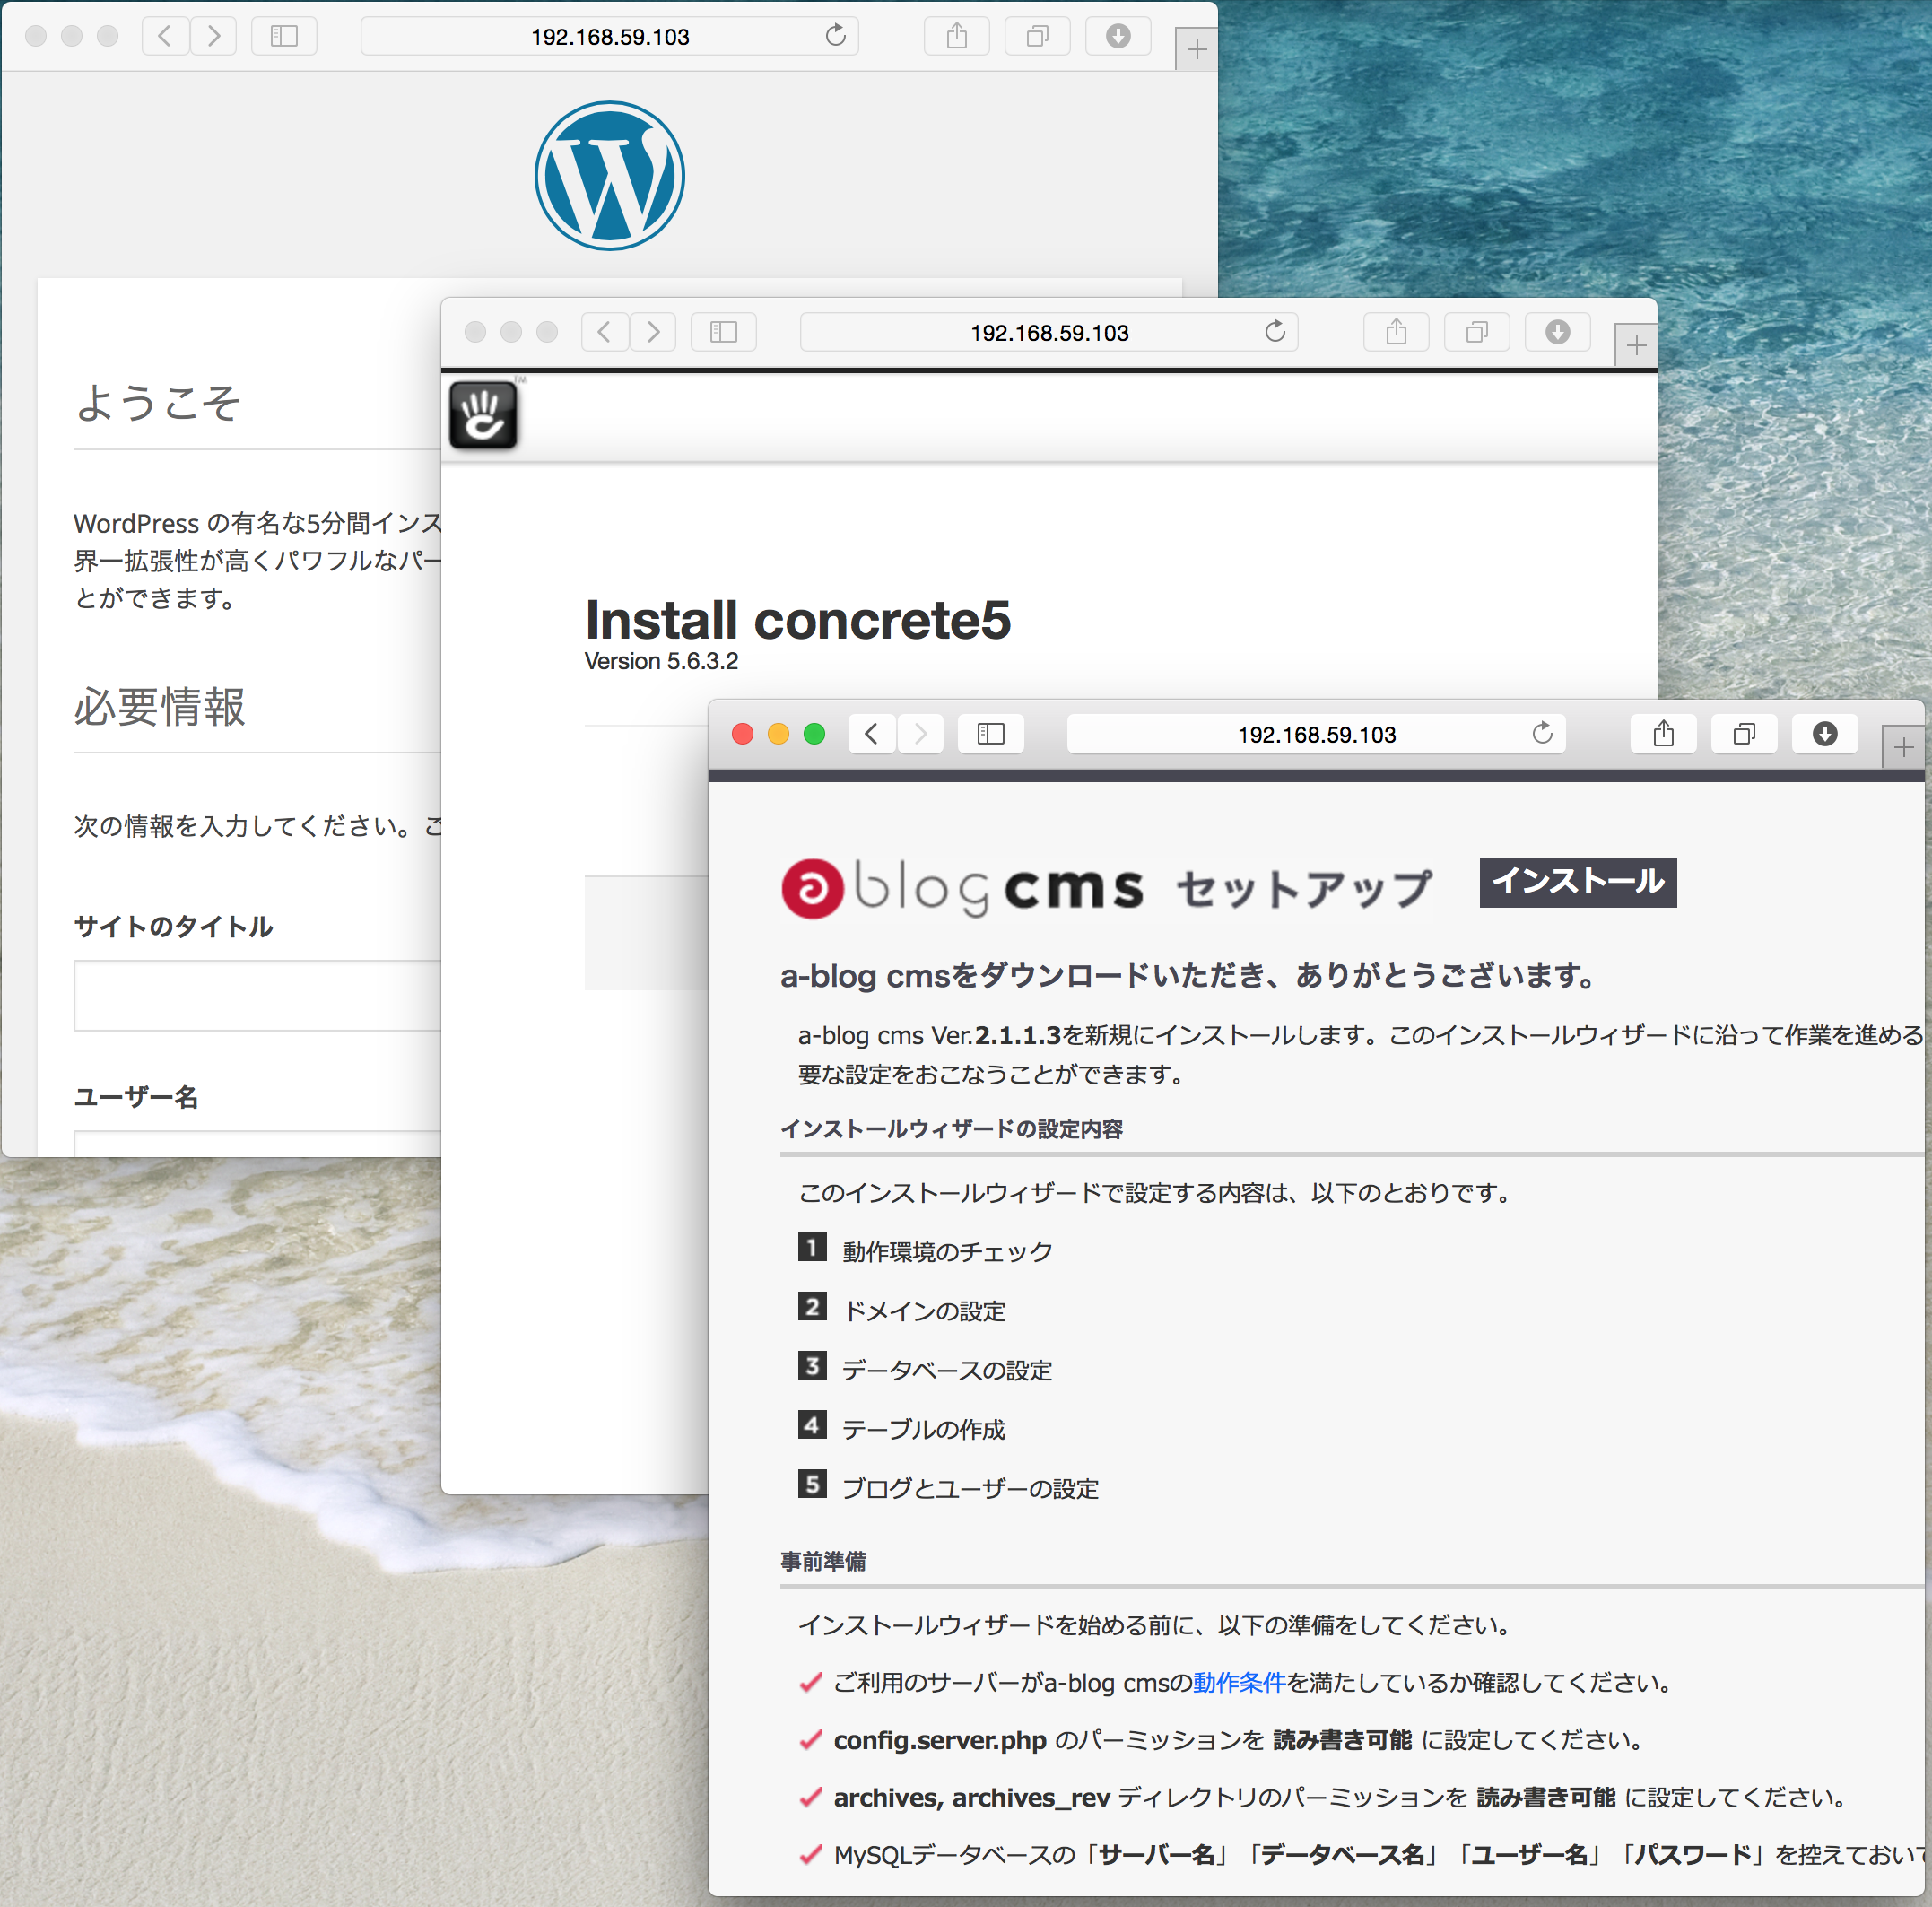 192.168.59.103
ようこそ
WordPress の有名な5分間インス
界一拡張性が高くパワフルなパー
とができます。
必要情報
次の情報を入力してください。こ
サイトのタイトル
ユーザー名
192.168.59.103
TM
Install concrete5
Version 5.6.3.2
192.168.59.103
a blog cms セットアップ インストール
a-blog cmsをダウンロードいただき、ありがとうございます。
a-blog cms Ver.2.1.1.3を新規にインストールします。このインストールウィザードに沿って作業を進める
要な設定をおこなうことができます。
インストールウィザードの設定内容
このインストールウィザードで設定する内容は、以下のとおりです。
1 動作環境のチェック
2 ドメインの設定
3 データベースの設定
4 テーブルの作成
5 ブログとユーザーの設定
事前準備
インストールウィザードを始める前に、以下の準備をしてください。
ご利用のサーバーがa-blog cmsの動作条件を満たしているか確認してください。
config.server.php のパーミッションを 読み書き可能 に設定してください。
archives, archives_rev ディレクトリのパーミッションを 読み書き可能 に設定してください。
MySQLデータベースの「サーバー名」「データベース名」「ユーザー名」「パスワード」を控えておいて